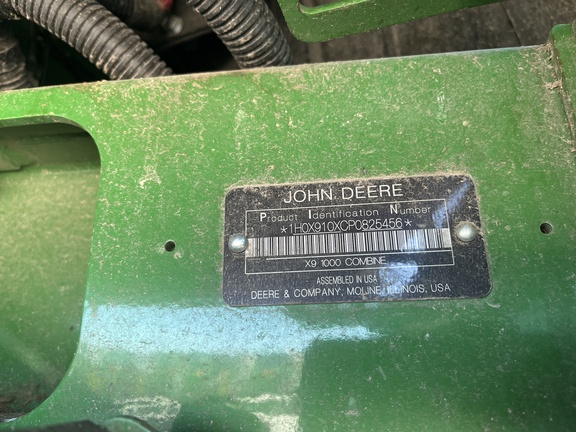 JOHN DEERE
Product Identification Number
*1H0X910XCP0825456*
X9 1000 COMBINE
ASSEMBLED IN USA
DEERE & COMPANY, MOLINE, ILLINOIS, USA